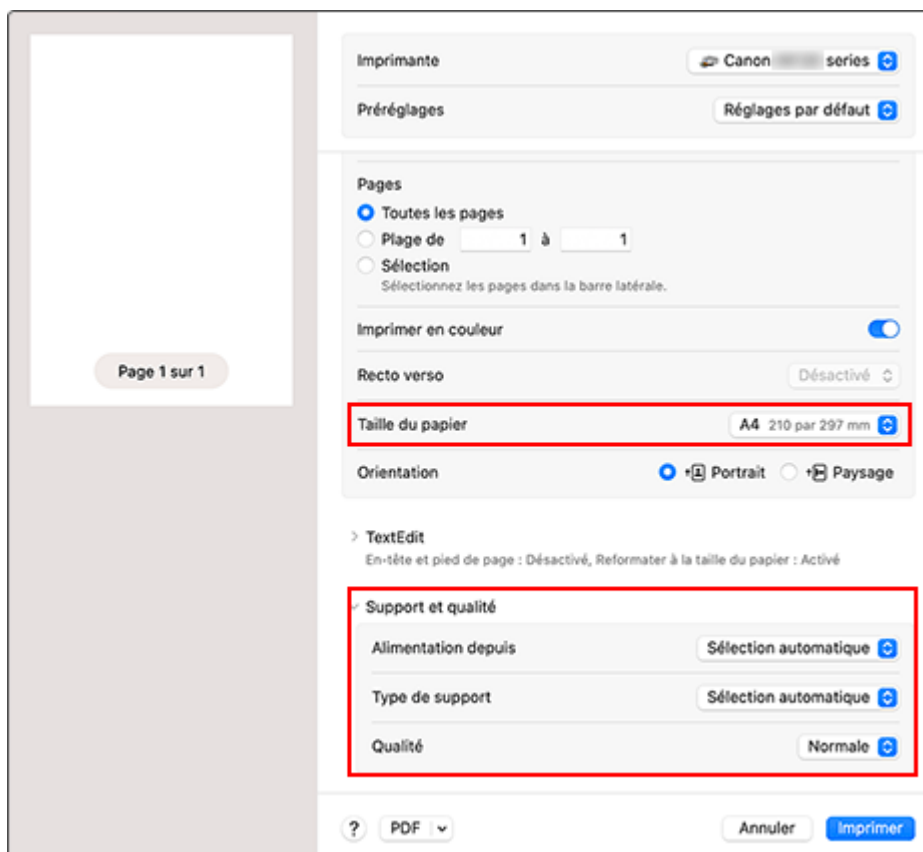 Imprimante Canon series
Préréglages Réglages par défaut
Pages
Toutes les pages
Plage de 1 à 1
Sélection
Sélectionnez les pages dans la barre latérale.
Imprimer en couleur
Page 1 sur 1
Recto verso Désactivé
Taille du papier A4 210 par 297 mm
Orientation Portrait Paysage
TextEdit
En-tête et pied de page : Désactivé, Reformater à la taille du papier : Activé
Support et qualité
Alimentation depuis Sélection automatique
Type de support Sélection automatique
Qualité Normale
? PDF Annuler Imprimer